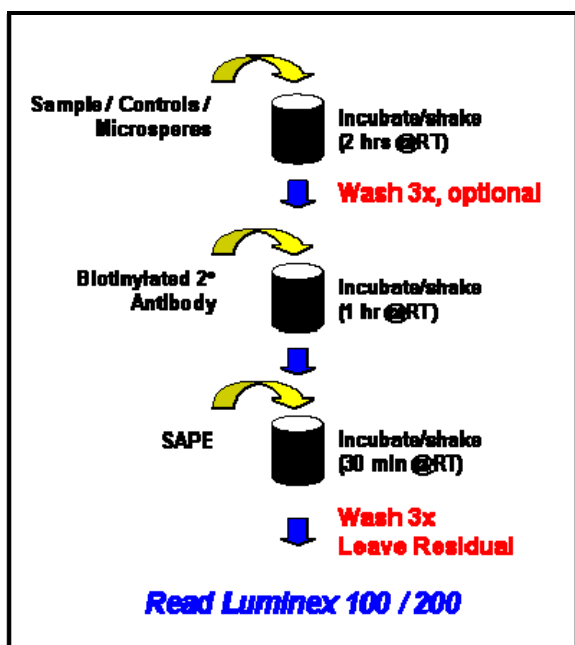 Sample / Controls /
Microsperes
Incubate/shake
(2 hrs @RT)
Wash 3x, optional
Biotinylated 2°
Antibody
Incubate/shake
(1 hr @RT)
SAPE
Incubate/shake
(30 min @RT)
Wash 3x
Leave Residual
Read Luminex 100 / 200